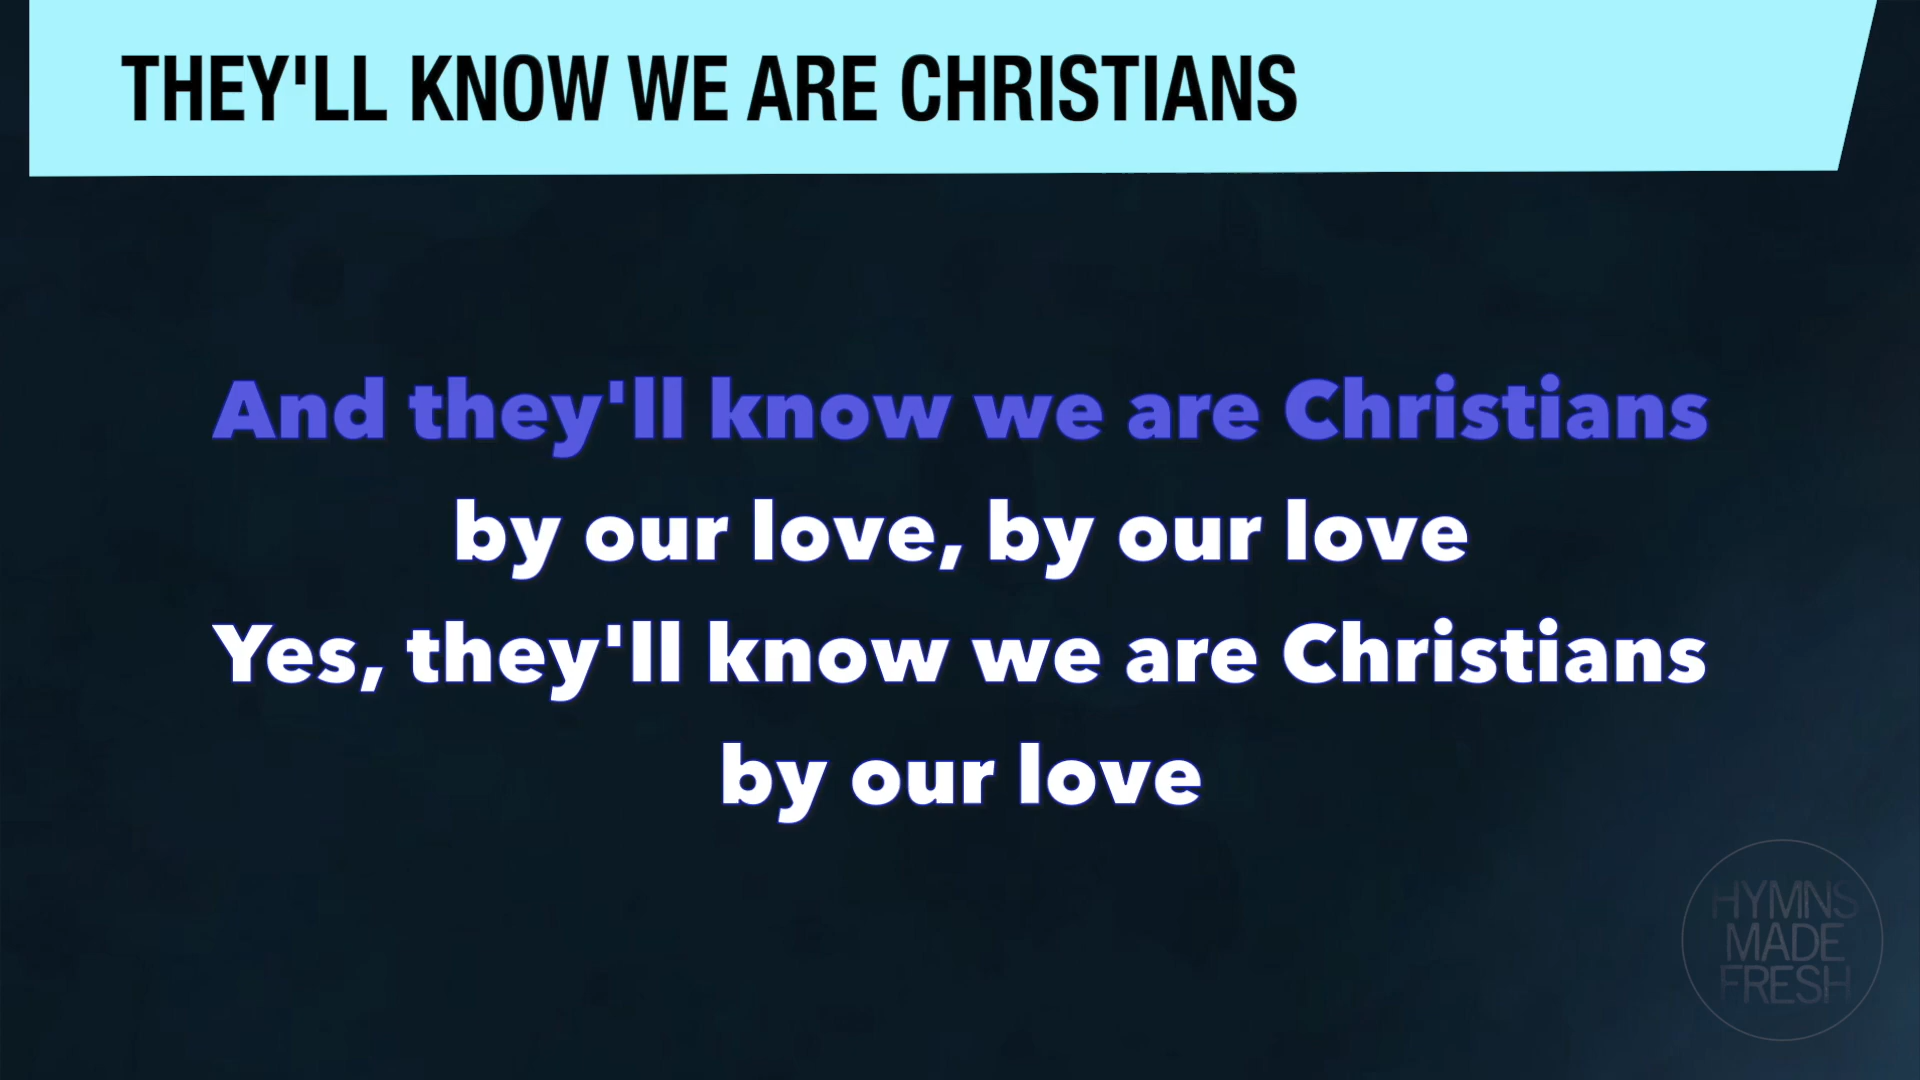 THEY'LL KNOW WE ARE CHRISTIANS
And they'll know we are Christians
by our love, by our love
Yes, they'll know we are Christians
by our love
HYMNS
MADE
FRESH